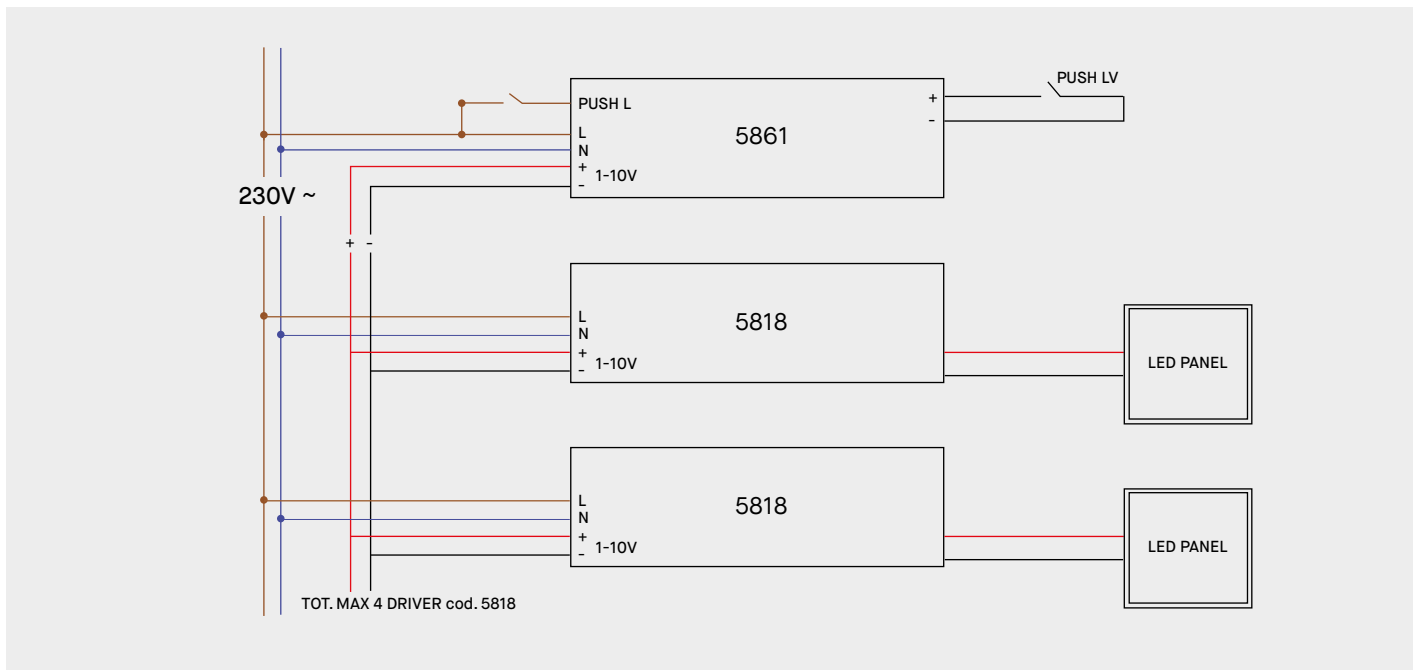 PUSH LV
PUSH L
+
-
5861
L
N
+
1-10V
-
230V ~
+ -
L
5818
N
+
1-10V
-
LED PANEL
L
5818
N
+
1-10V
-
LED PANEL
TOT. MAX 4 DRIVER cod. 5818